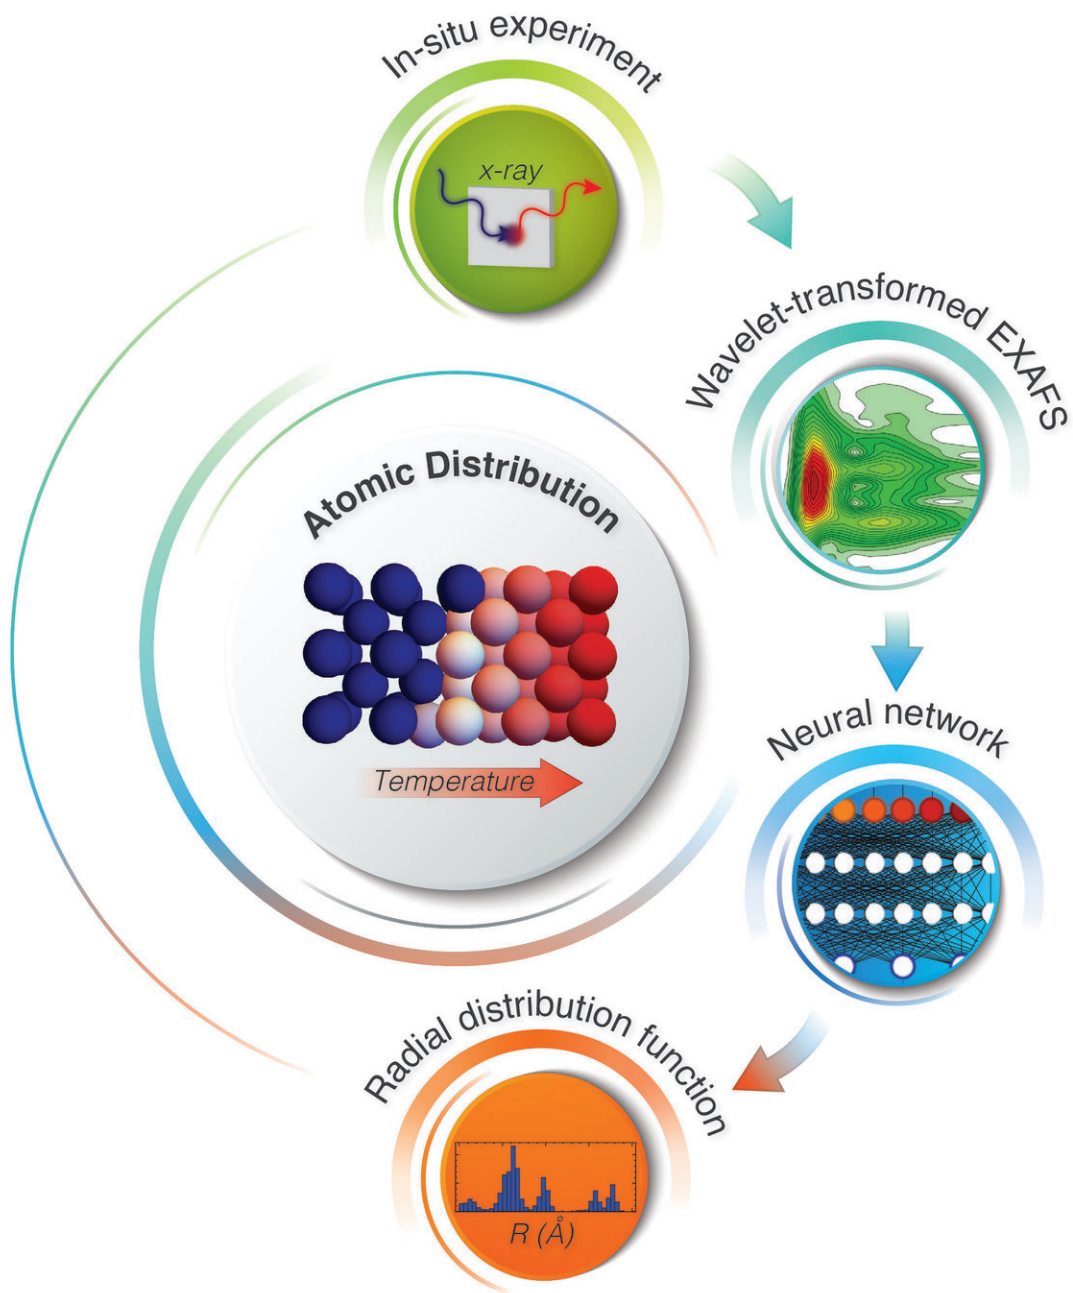 In-situ experiment
x-ray
Wavelet-transformed EXAFS
Atomic Distribution
Temperature
Neural network
Radial distribution function
R (Å)